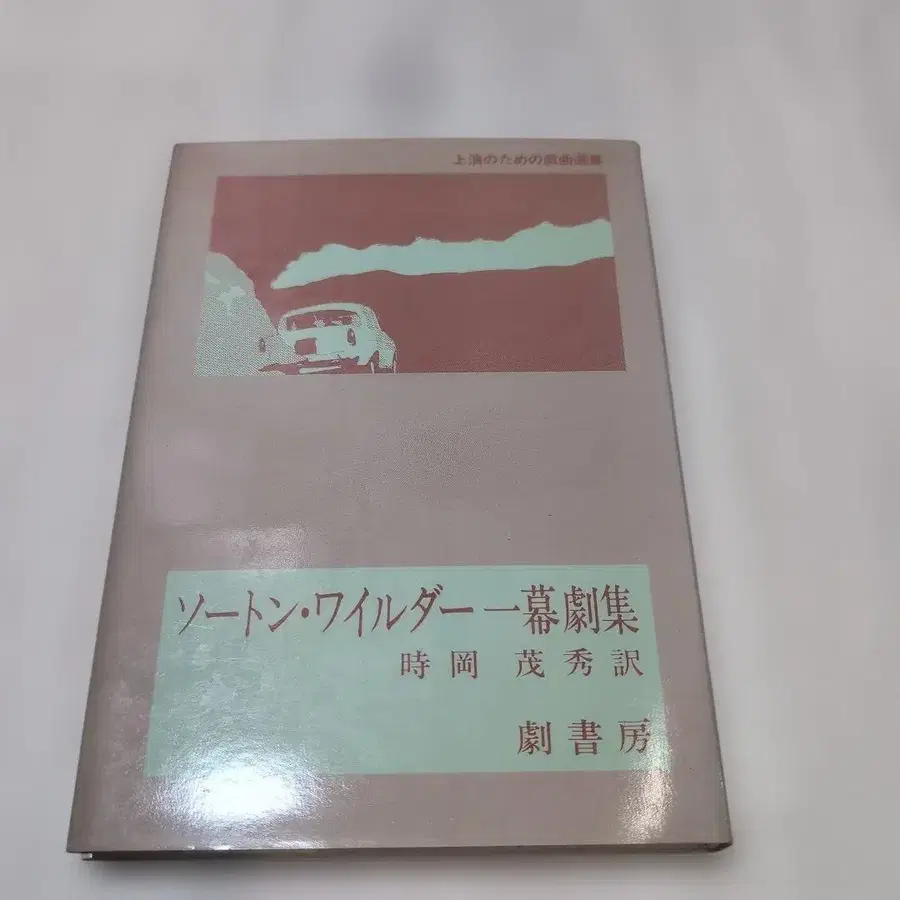 上演のための戯曲選集
ソートン・ワイルダー一幕劇集
時岡 茂秀訳
劇書房